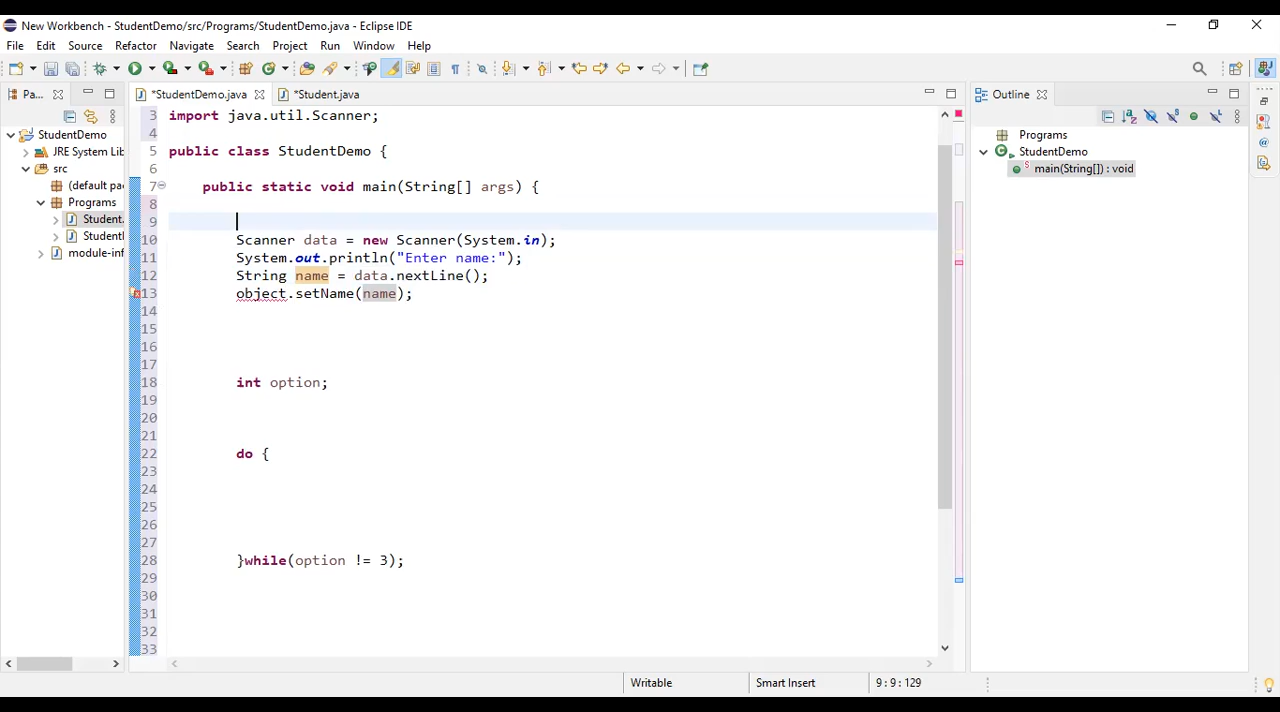 New Workbench - StudentDemo/src/Programs/StudentDemo.java - Eclipse IDE
File Edit Source Refactor Navigate Search Project Run Window Help
Pa...
*StudentDemo.java
*Student.java
Outline
StudentDemo
JRE System Lib
src
(default pac
Programs
Student.
Studentl
module-inf
3 import java.util.Scanner;
4
5 public class StudentDemo {
6
7 public static void main(String[] args) {
8
9
10 Scanner data = new Scanner(System.in);
11 System.out.println("Enter name:");
12 String name = data.nextLine();
13 object.setName(name);
14
15
16
17
18 int option;
19
20
21
22 do {
23
24
25
26
27
28 }while(option != 3);
29
30
31
32
33
Programs
StudentDemo
main(String[]) : void
Writable
Smart Insert
9 : 9 : 129